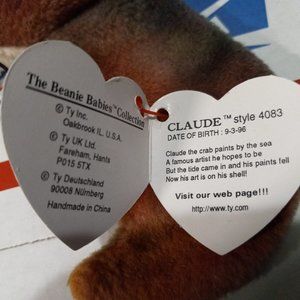 The Beanie Babies™ Collection
© Ty Inc.
Oakbrook IL. U.S.A.
© Ty UK Ltd.
Fareham, Hants
P015 5TX
© Ty Deutschland
90008 Nürnberg
Handmade in China
CLAUDE™ style 4083
DATE OF BIRTH : 9-3-96
Claude the crab paints by the sea
A famous artist he hopes to be
But the tide came in and his paints fell
Now his art is on his shell!
Visit our web page!!!
http://www.ty.com